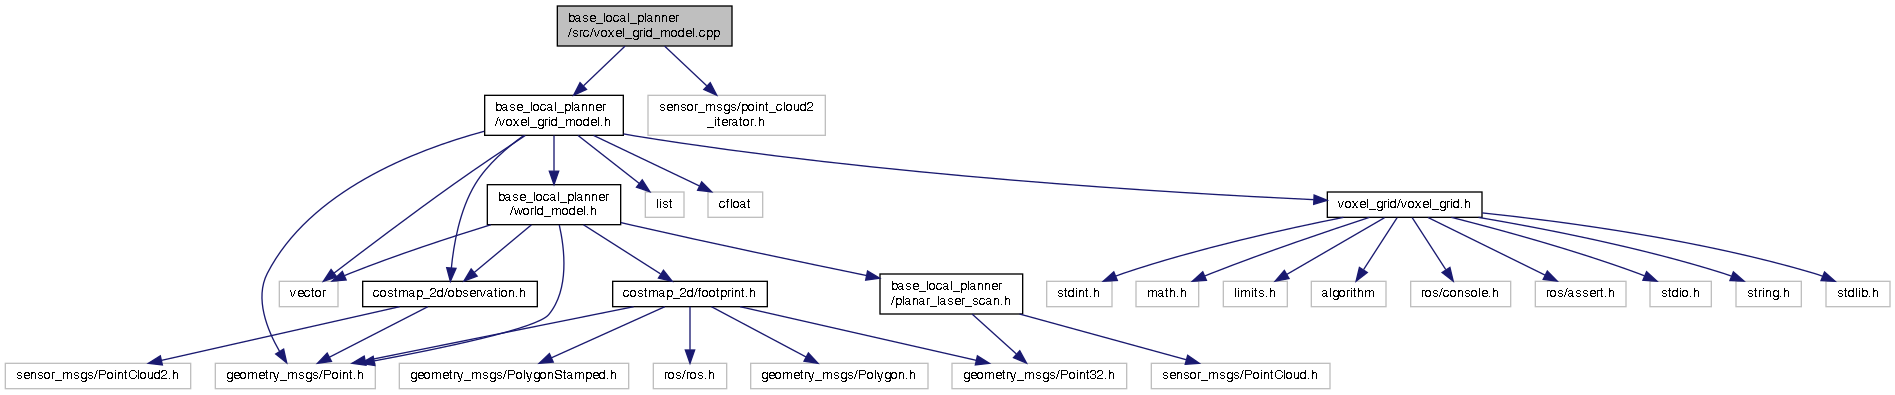 base_local_planner
/src/voxel_grid_model.cpp
base_local_planner
/voxel_grid_model.h
sensor_msgs/point_cloud2
_iterator.h
base_local_planner
/world_model.h
list
cfloat
voxel_grid/voxel_grid.h
vector
costmap_2d/observation.h
costmap_2d/footprint.h
base_local_planner
/planar_laser_scan.h
stdint.h
math.h
limits.h
algorithm
ros/console.h
ros/assert.h
stdio.h
string.h
stdlib.h
sensor_msgs/PointCloud2.h
geometry_msgs/Point.h
geometry_msgs/PolygonStamped.h
ros/ros.h
geometry_msgs/Polygon.h
geometry_msgs/Point32.h
sensor_msgs/PointCloud.h